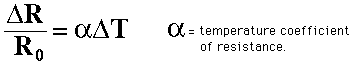 ΔR/R₀ = αΔT
α = temperature coefficient
of resistance.